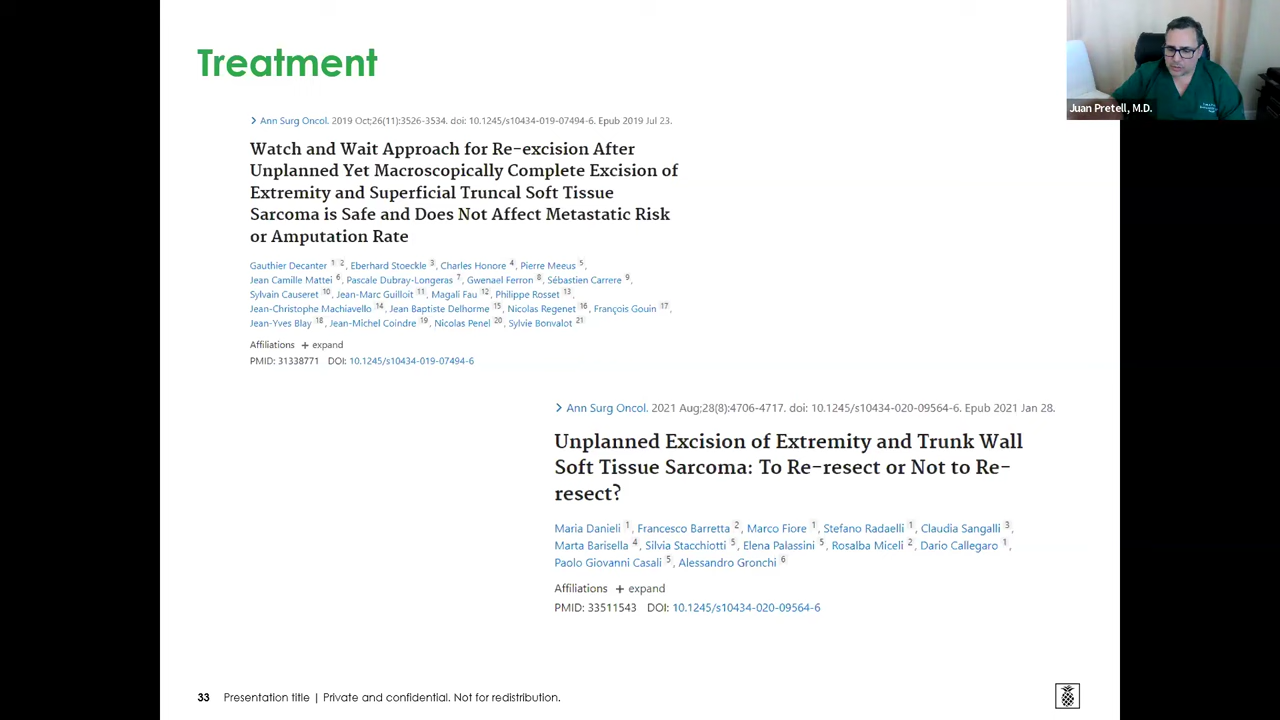 Treatment
Juan Pretell, M.D.
> Ann Surg Oncol. 2019 Oct;26(11):3526-3534. doi: 10.1245/s10434-019-07494-6. Epub 2019 Jul 23.
Watch and Wait Approach for Re-excision After
Unplanned Yet Macroscopically Complete Excision of
Extremity and Superficial Truncal Soft Tissue
Sarcoma is Safe and Does Not Affect Metastatic Risk
or Amputation Rate
Gauthier Decanter 1 2, Eberhard Stoeckle 3, Charles Honore 4, Pierre Meeus 5,
Jean Camille Mattei 6, Pascale Dubray-Longeras 7, Gwenael Ferron 8, Sébastien Carrere 9,
Sylvain Causeret 10, Jean-Marc Guilloit 11, Magali Fau 12, Philippe Rosset 13,
Jean-Christophe Machiavello 14, Jean Baptiste Delhorme 15, Nicolas Regenet 16, François Gouin 17,
Jean-Yves Blay 18, Jean-Michel Coindre 19, Nicolas Penel 20, Sylvie Bonvalot 21
Affiliations + expand
PMID: 31338771 DOI: 10.1245/s10434-019-07494-6
> Ann Surg Oncol. 2021 Aug;28(8):4706-4717. doi: 10.1245/s10434-020-09564-6. Epub 2021 Jan 28.
Unplanned Excision of Extremity and Trunk Wall
Soft Tissue Sarcoma: To Re-resect or Not to Re-
resect?
Maria Danieli 1, Francesco Barretta 2, Marco Fiore 1, Stefano Radaelli 1, Claudia Sangalli 3,
Marta Barisella 4, Silvia Stacchiotti 5, Elena Palassini 5, Rosalba Miceli 2, Dario Callegaro 1,
Paolo Giovanni Casali 5, Alessandro Gronchi 6
Affiliations + expand
PMID: 33511543 DOI: 10.1245/s10434-020-09564-6
33 Presentation title | Private and confidential. Not for redistribution.